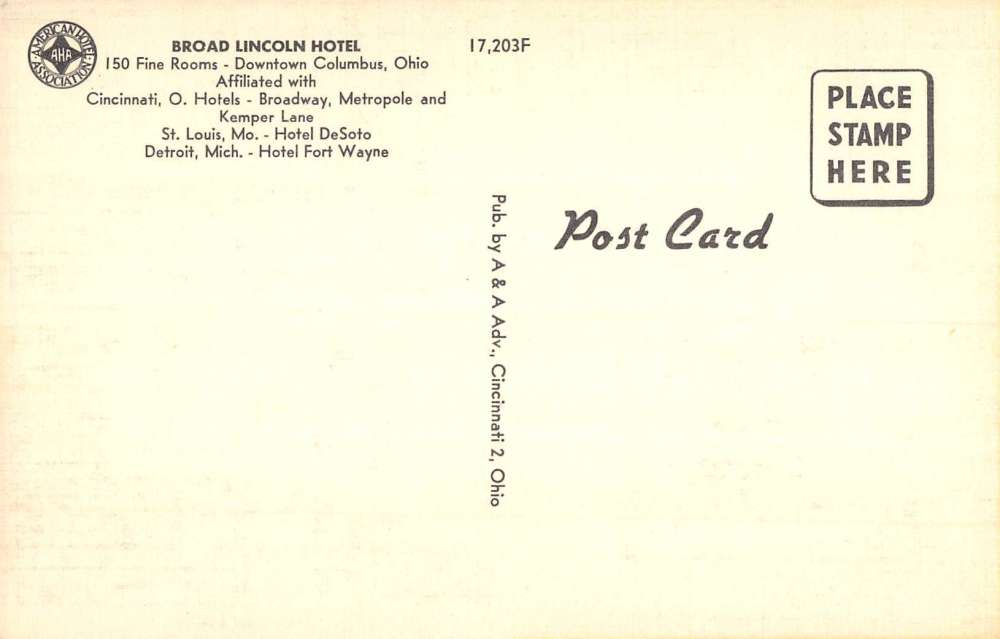 AMERICAN HOTEL ASSOCIATION
AHA
BROAD LINCOLN HOTEL
150 Fine Rooms - Downtown Columbus, Ohio
Affiliated with
Cincinnati, O. Hotels - Broadway, Metropole and
Kemper Lane
St. Louis, Mo. - Hotel DeSoto
Detroit, Mich. - Hotel Fort Wayne
17,203F
Pub. by A & A Adv., Cincinnati 2, Ohio
Post Card
PLACE
STAMP
HERE